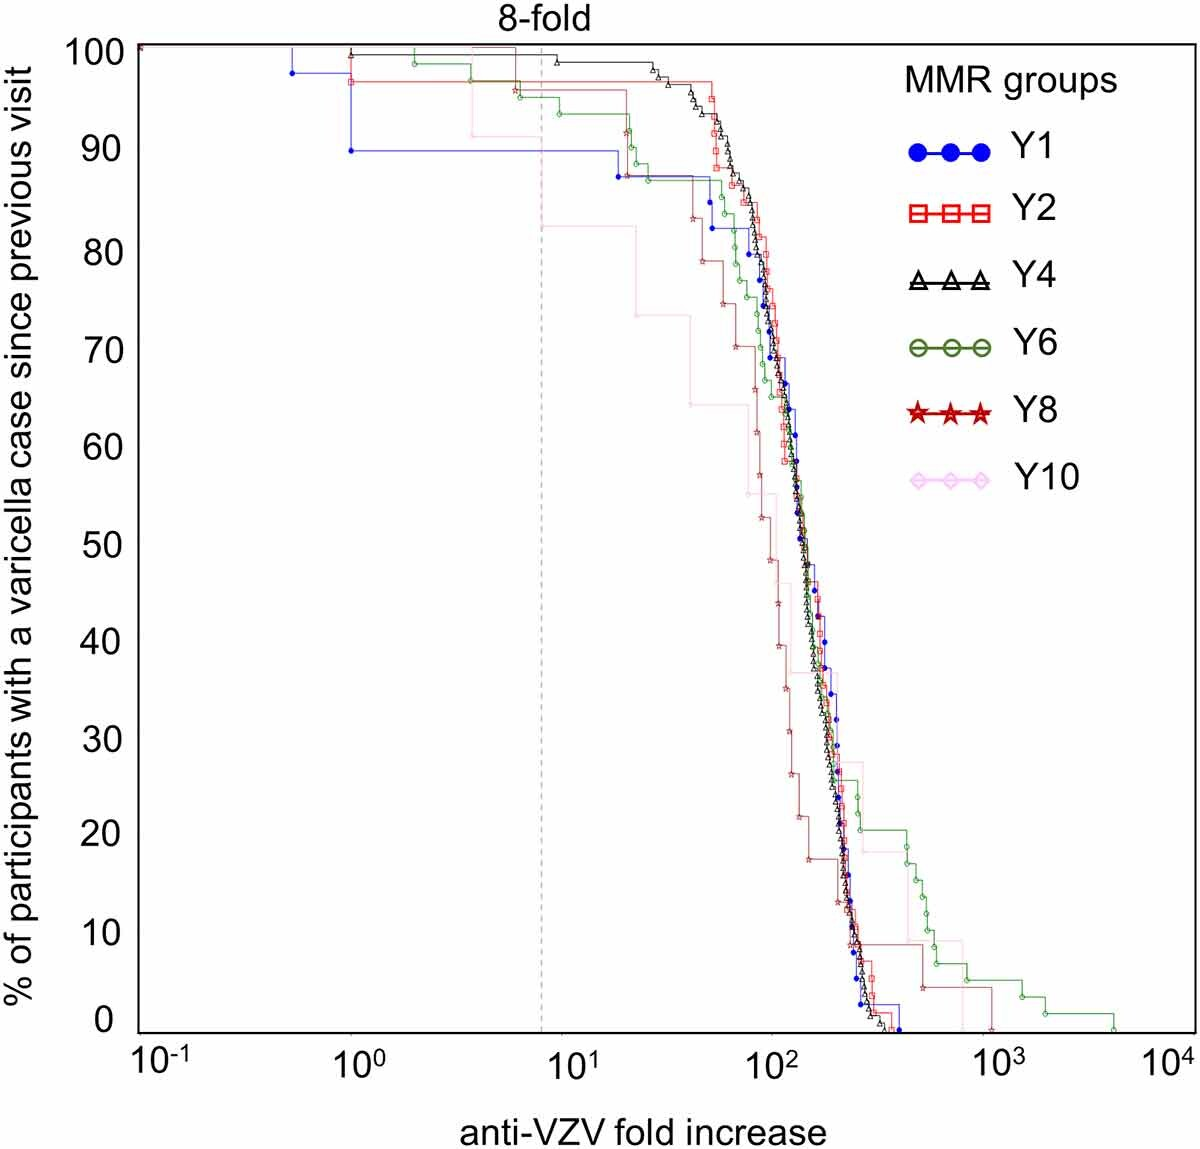 8-fold
% of participants with a varicella case since previous visit
100
90
80
70
60
50
40
30
20
10
0
MMR groups
Y1
Y2
Y4
Y6
Y8
Y10
10⁻¹ 10⁰ 10¹ 10² 10³ 10⁴
anti-VZV fold increase